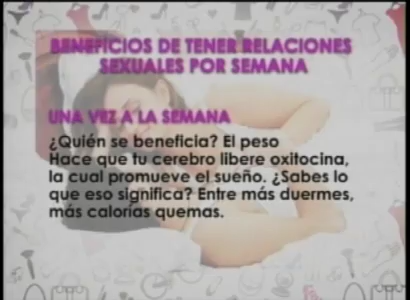 BENEFICIOS DE TENER RELACIONES
SEXUALES POR SEMANA
UNA VEZ A LA SEMANA
¿Quién se beneficia? El peso
Hace que tu cerebro libere oxitocina,
la cual promueve el sueño. ¿Sabes lo
que eso significa? Entre más duermes,
más calorías quemas.